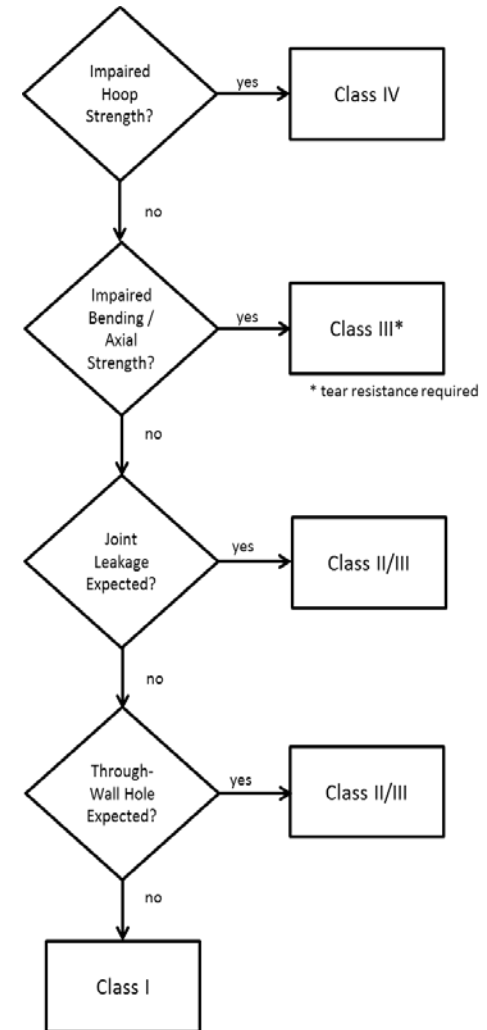 Impaired
Hoop
Strength?
yes
Class IV
no
Impaired
Bending /
Axial
Strength?
yes
Class III*
* tear resistance required
no
Joint
Leakage
Expected?
yes
Class II/III
no
Through-
Wall Hole
Expected?
yes
Class II/III
no
Class I